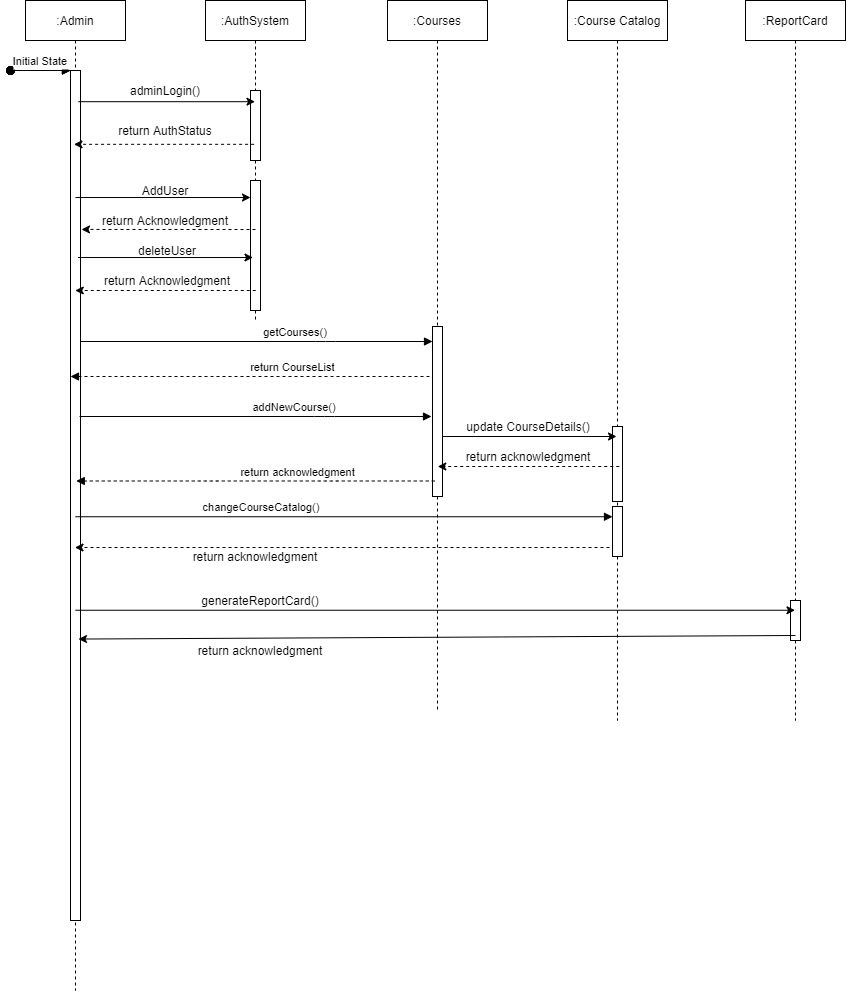 :Admin
:AuthSystem
:Courses
:Course Catalog
:ReportCard
Initial State
adminLogin()
return AuthStatus
AddUser
return Acknowledgment
deleteUser
return Acknowledgment
getCourses()
return CourseList
addNewCourse()
update CourseDetails()
return acknowledgment
return acknowledgment
changeCourseCatalog()
return acknowledgment
generateReportCard()
return acknowledgment